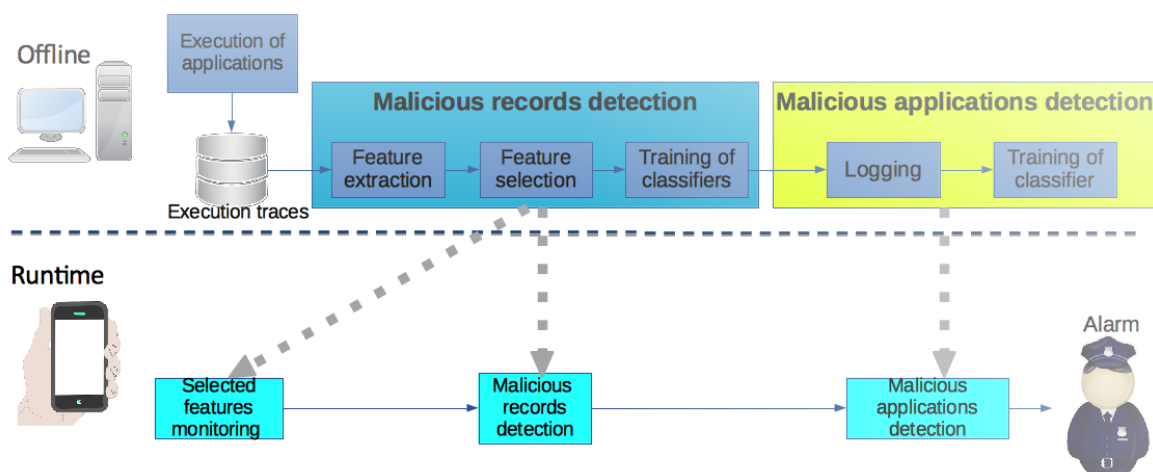 Offline
Execution of
applications
Malicious records detection
Malicious applications detection
Feature
extraction
Feature
selection
Training of
classifiers
Logging
Training of
classifier
Execution traces
Runtime
Alarm
Selected
features
monitoring
Malicious
records
detection
Malicious
applications
detection